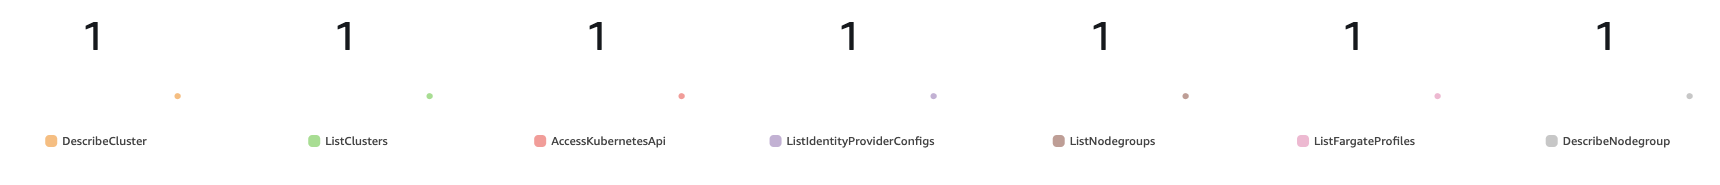 1 1 1 1 1 1 1
DescribeCluster ListClusters AccessKubernetesApi ListIdentityProviderConfigs ListNodegroups ListFargateProfiles DescribeNodegroup